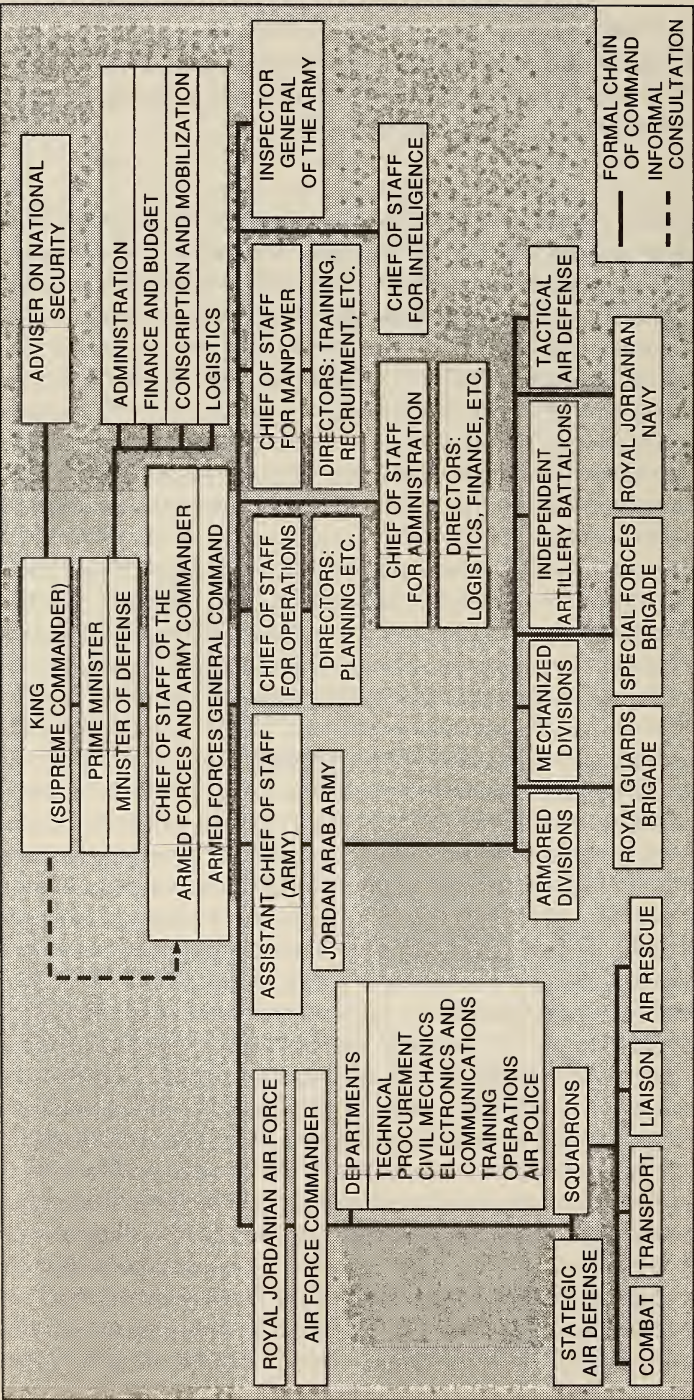 KING
(SUPREME COMMANDER)
ADVISER ON NATIONAL
SECURITY
PRIME MINISTER
MINISTER OF DEFENSE
ADMINISTRATION
FINANCE AND BUDGET
CONSCRIPTION AND MOBILIZATION
LOGISTICS
CHIEF OF STAFF OF THE
ARMED FORCES AND ARMY COMMANDER
ARMED FORCES GENERAL COMMAND
ROYAL JORDANIAN AIR FORCE
AIR FORCE COMMANDER
DEPARTMENTS
TECHNICAL
PROCUREMENT
CIVIL MECHANICS
ELECTRONICS AND
COMMUNICATIONS
TRAINING
OPERATIONS
AIR POLICE
STATEGIC
AIR DEFENSE
SQUADRONS
COMBAT
TRANSPORT
LIAISON
AIR RESCUE
ASSISTANT CHIEF OF STAFF
(ARMY)
JORDAN ARAB ARMY
CHIEF OF STAFF
FOR OPERATIONS
DIRECTORS:
PLANNING ETC.
CHIEF OF STAFF
FOR MANPOWER
DIRECTORS: TRAINING,
RECRUITMENT, ETC.
INSPECTOR
GENERAL
OF THE ARMY
CHIEF OF STAFF
FOR ADMINISTRATION
DIRECTORS:
LOGISTICS, FINANCE, ETC.
CHIEF OF STAFF
FOR INTELLIGENCE
ARMORED
DIVISIONS
MECHANIZED
DIVISIONS
INDEPENDENT
ARTILLERY BATTALIONS
TACTICAL
AIR DEFENSE
ROYAL GUARDS
BRIGADE
SPECIAL FORCES
BRIGADE
ROYAL JORDANIAN
NAVY
FORMAL CHAIN
OF COMMAND
INFORMAL
CONSULTATION